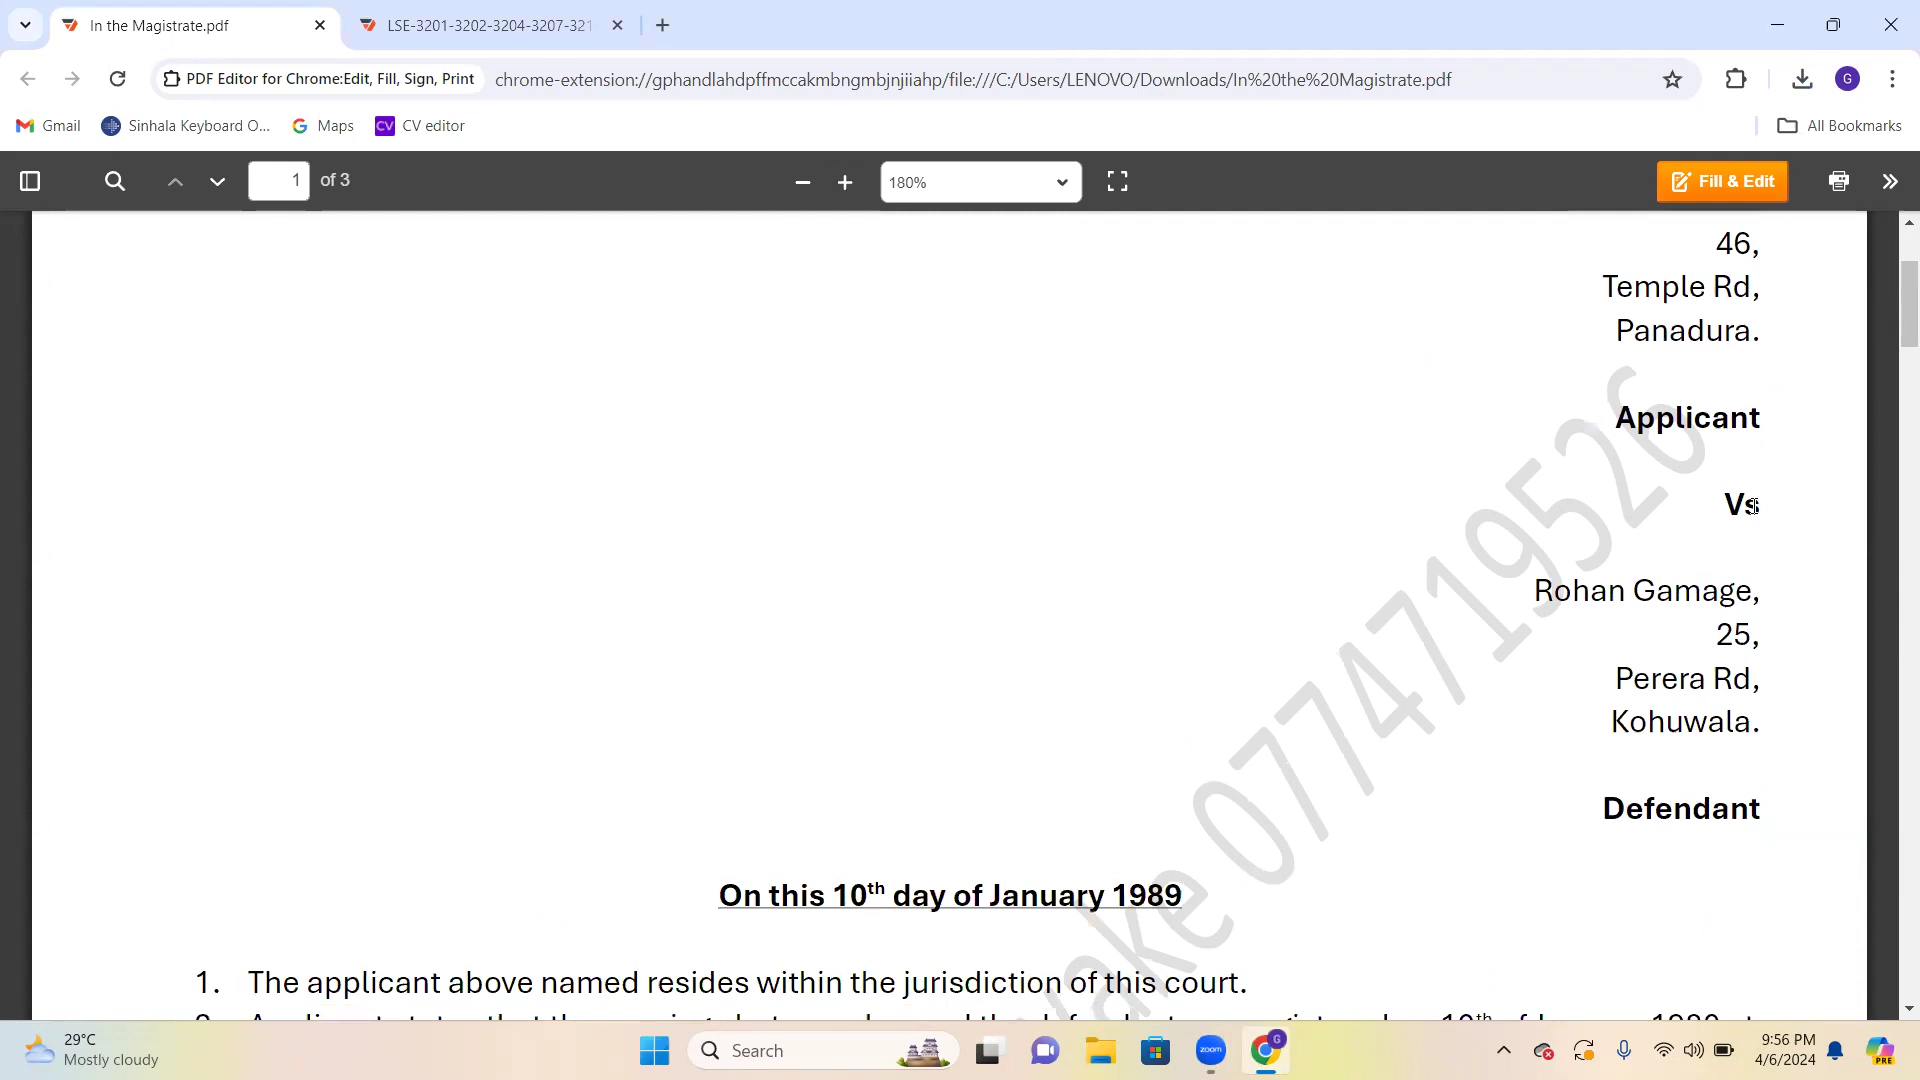 In the Magistrate.pdf
LSE-3201-3202-3204-3207-321
PDF Editor for Chrome:Edit, Fill, Sign, Print
chrome-extension://gphandlahdpffmccakmbngmbjnjiiahp/file:///C:/Users/LENOVO/Downloads/In%20the%20Magistrate.pdf
G
Gmail
Sinhala Keyboard O...
Maps
CV
CV editor
All Bookmarks
1 of 3
180%
Fill & Edit
46,
Temple Rd,
Panadura.
Applicant
Vs
Rohan Gamage,
25,
Perera Rd,
Kohuwala.
Defendant
On this 10th day of January 1989
1. The applicant above named resides within the jurisdiction of this court.
0774719526
29°C
Mostly cloudy
Search
zoom
G
9:56 PM
4/6/2024
PRE